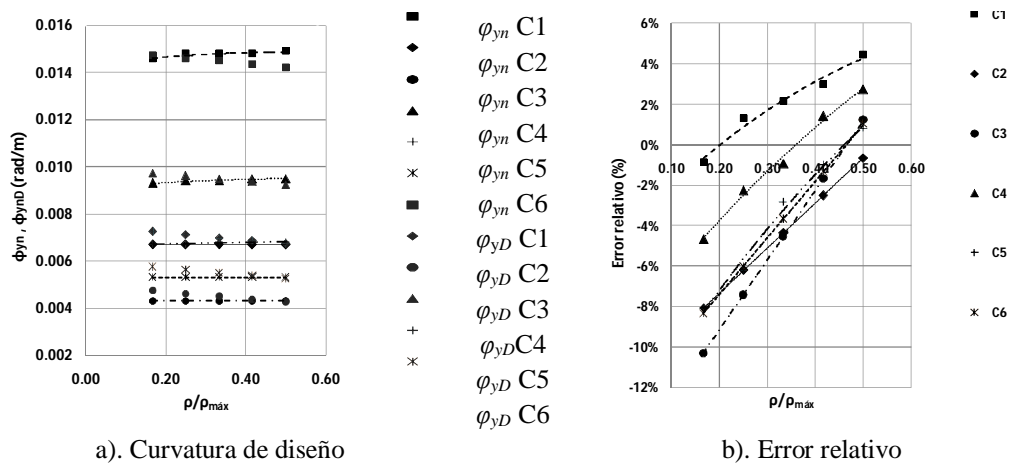 0.016
0.014
0.012
0.010
0.008
0.006
0.004
0.002
0.00 0.20 0.40 0.60
ϕyn , ϕynD (rad/m)
ρ/ρmáx
φyn C1
φyn C2
φyn C3
φyn C4
φyn C5
φyn C6
φyD C1
φyD C2
φyD C3
φyDC4
φyD C5
φyD C6
a). Curvatura de diseño
6%
4%
2%
0%
-2%
-4%
-6%
-8%
-10%
-12%
0.10 0.20 0.30 0.40 0.50 0.60
Error relativo (%)
ρ/ρmáx
C1
C2
C3
C4
C5
C6
b). Error relativo